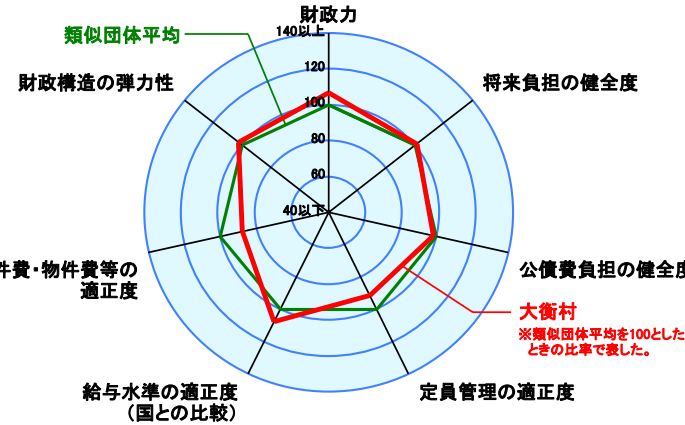 財政力
140以上
類似団体平均
120
財政構造の弾力性
将来負担の健全度
100
80
60
40以下
件費・物件費等の
適正度
公債費負担の健全度
大衡村
※類似団体平均を100とした
ときの比率で表した。
給与水準の適正度
（国との比較）
定員管理の適正度